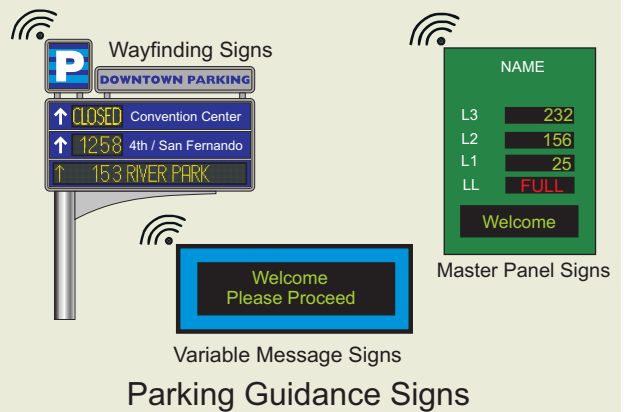 Wayfinding Signs
P
DOWNTOWN PARKING
↑ CLOSED Convention Center
↑ 1258 4th / San Fernando
↑ 153 RIVER PARK
NAME
L3 232
L2 156
L1 25
LL FULL
Welcome
Master Panel Signs
Welcome
Please Proceed
Variable Message Signs
Parking Guidance Signs